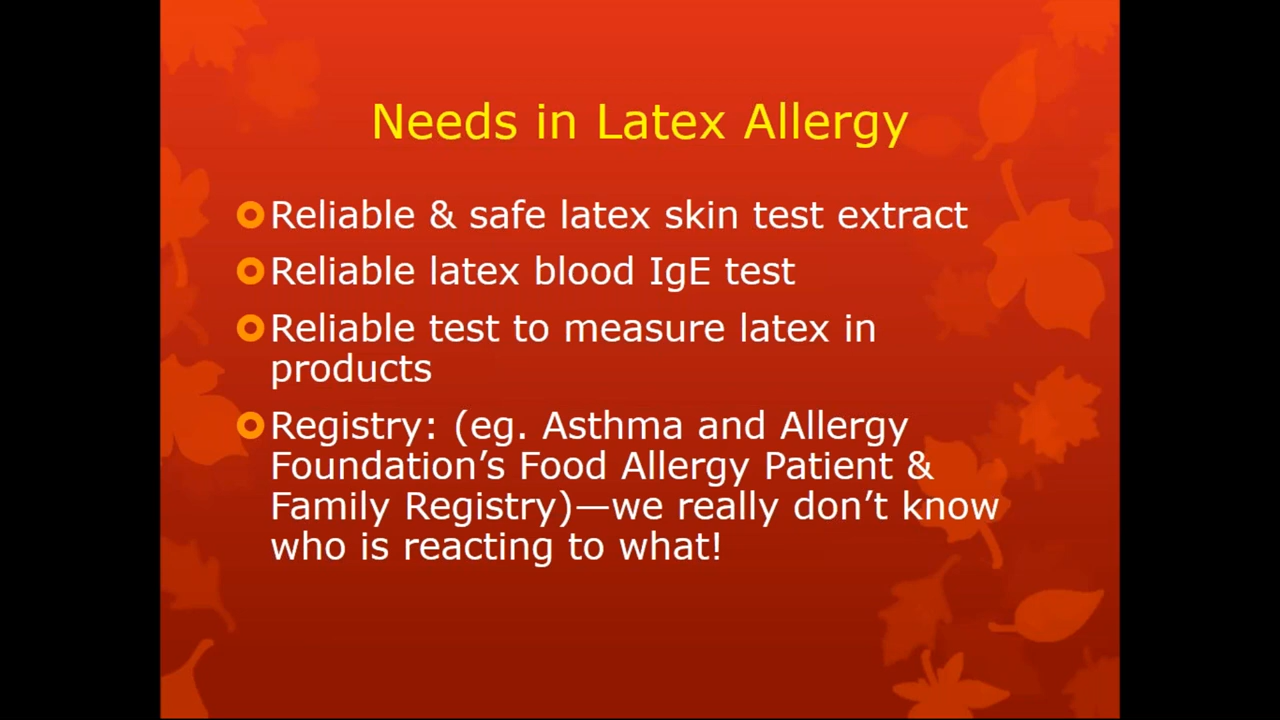 Needs in Latex Allergy
Reliable & safe latex skin test extract
Reliable latex blood IgE test
Reliable test to measure latex in
products
Registry: (eg. Asthma and Allergy
Foundation’s Food Allergy Patient &
Family Registry)—we really don’t know
who is reacting to what!